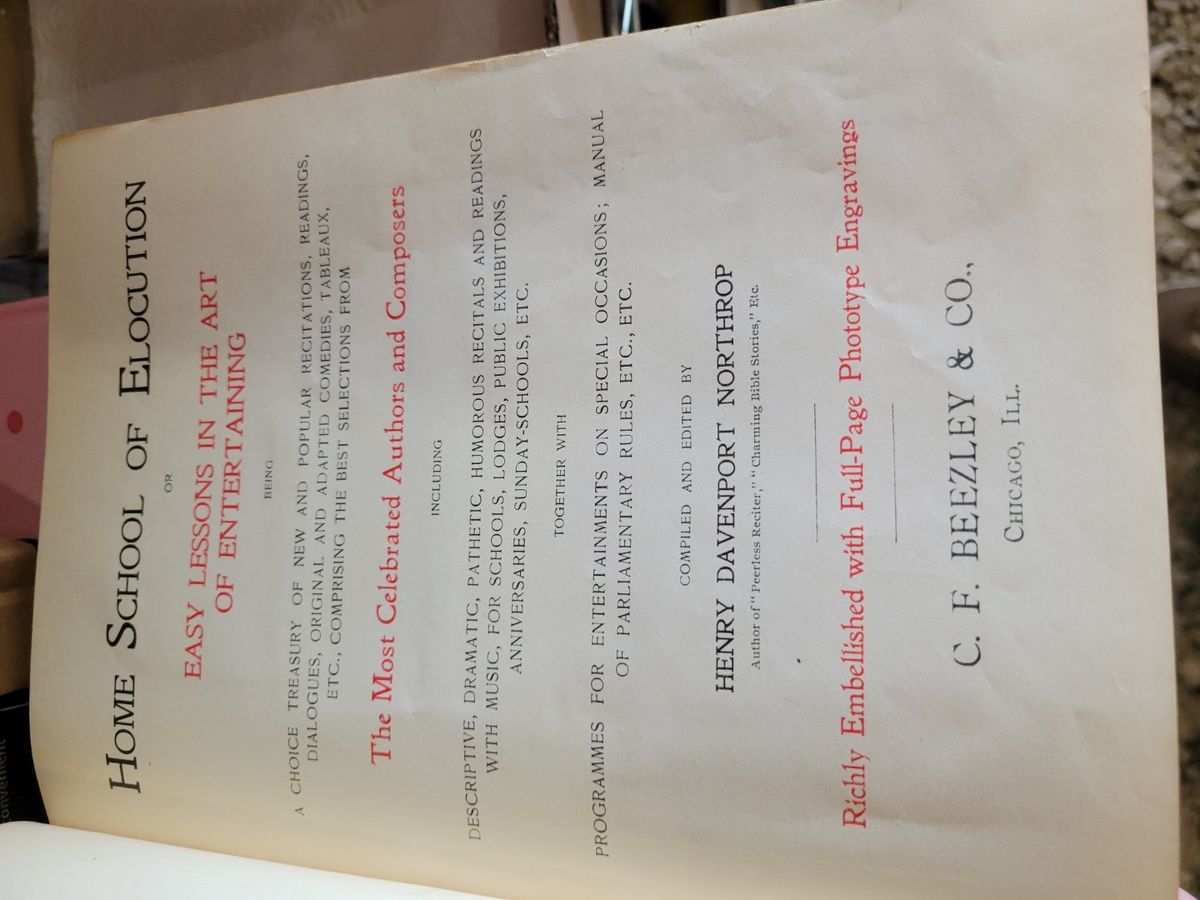 HOME SCHOOL OF ELOCUTION
OR
EASY LESSONS IN THE ART
OF ENTERTAINING
BEING
A CHOICE TREASURY OF NEW AND POPULAR RECITATIONS, READINGS,
DIALOGUES, ORIGINAL AND ADAPTED COMEDIES, TABLEAUX,
ETC., COMPRISING THE BEST SELECTIONS FROM
The Most Celebrated Authors and Composers
INCLUDING
DESCRIPTIVE, DRAMATIC, PATHETIC, HUMOROUS RECITALS AND READINGS
WITH MUSIC, FOR SCHOOLS, LODGES, PUBLIC EXHIBITIONS,
ANNIVERSARIES, SUNDAY-SCHOOLS, ETC.
TOGETHER WITH
PROGRAMMES FOR ENTERTAINMENTS ON SPECIAL OCCASIONS; MANUAL
OF PARLIAMENTARY RULES, ETC., ETC.
COMPILED AND EDITED BY
HENRY DAVENPORT NORTHROP
Author of "Peerless Reciter," "Charming Bible Stories," Etc.
Richly Embellished with Full-Page Phototype Engravings
C. F. BEEZLEY & CO.,
CHICAGO, ILL.